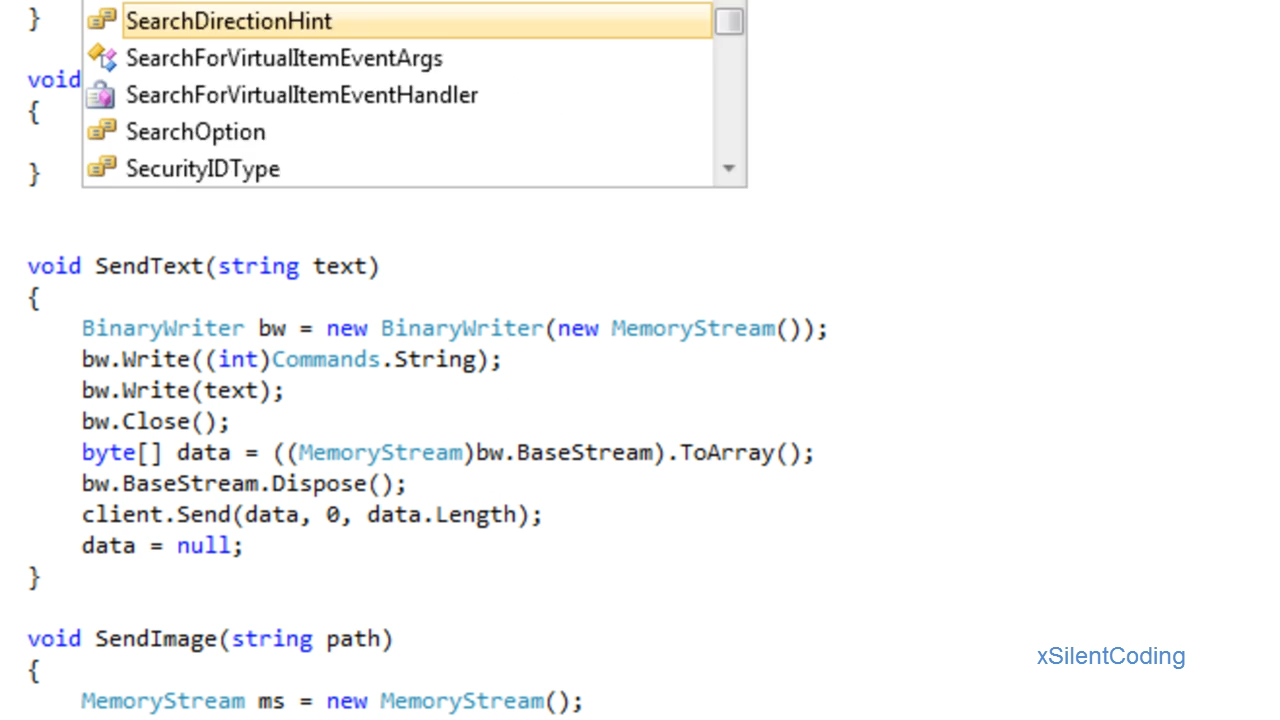 }
SearchDirectionHint
SearchForVirtualItemEventArgs
void
SearchForVirtualItemEventHandler
{
SearchOption
}
SecurityIDType
void SendText(string text)
{
BinaryWriter bw = new BinaryWriter(new MemoryStream());
bw.Write((int)Commands.String);
bw.Write(text);
bw.Close();
byte[] data = ((MemoryStream)bw.BaseStream).ToArray();
bw.BaseStream.Dispose();
client.Send(data, 0, data.Length);
data = null;
}
void SendImage(string path)
{
xSilentCoding
MemoryStream ms = new MemoryStream();